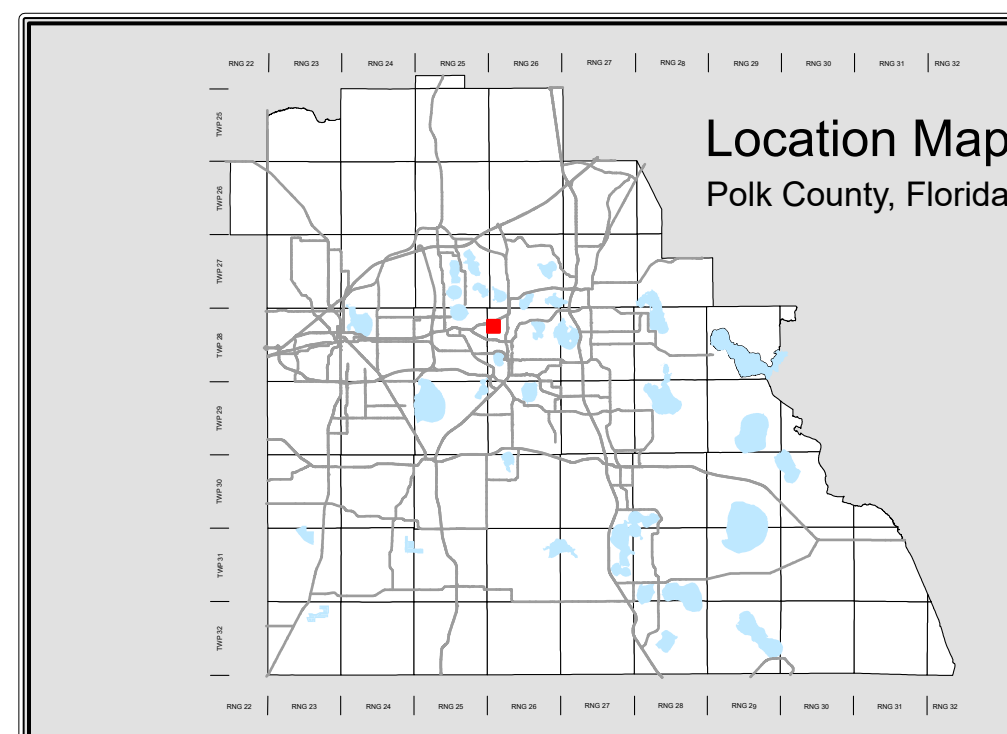 RNG 22 RNG 23 RNG 24 RNG 25 RNG 26 RNG 27 RNG 28 RNG 29 RNG 30 RNG 31 RNG 32
Location Map
Polk County, Florida
TWP 25
TWP 26
TWP 27
TWP 28
TWP 29
TWP 30
TWP 31
TWP 32
RNG 22 RNG 23 RNG 24 RNG 25 RNG 26 RNG 27 RNG 28 RNG 29 RNG 30 RNG 31 RNG 32